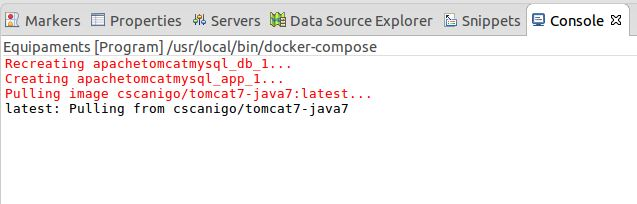 Markers Properties Servers Data Source Explorer Snippets Console
Equipaments [Program] /usr/local/bin/docker-compose
Recreating apachetomcatmysql_db_1...
Creating apachetomcatmysql_app_1...
Pulling image cscanigo/tomcat7-java7:latest...
latest: Pulling from cscanigo/tomcat7-java7